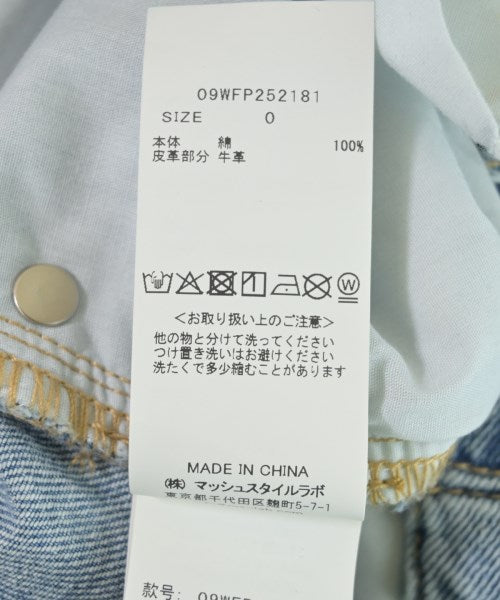 09WFP252181
SIZE 0
本体 綿 100%
皮革部分 牛革
<お取り扱い上のご注意>
他の物と分けて洗ってください
つけ置き洗いはお避けください
洗たくで多少縮むことがあります
MADE IN CHINA
(株) マッシュスタイルラボ
東京都千代田区麹町5-7-1
款号: 09WFP252181